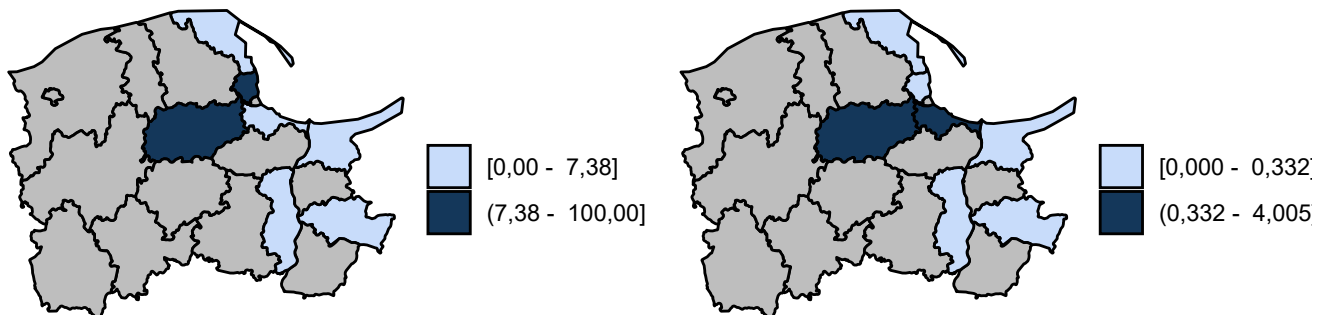 [0,00 - 7,38]
(7,38 - 100,00]
[0,000 - 0,332]
(0,332 - 4,005]